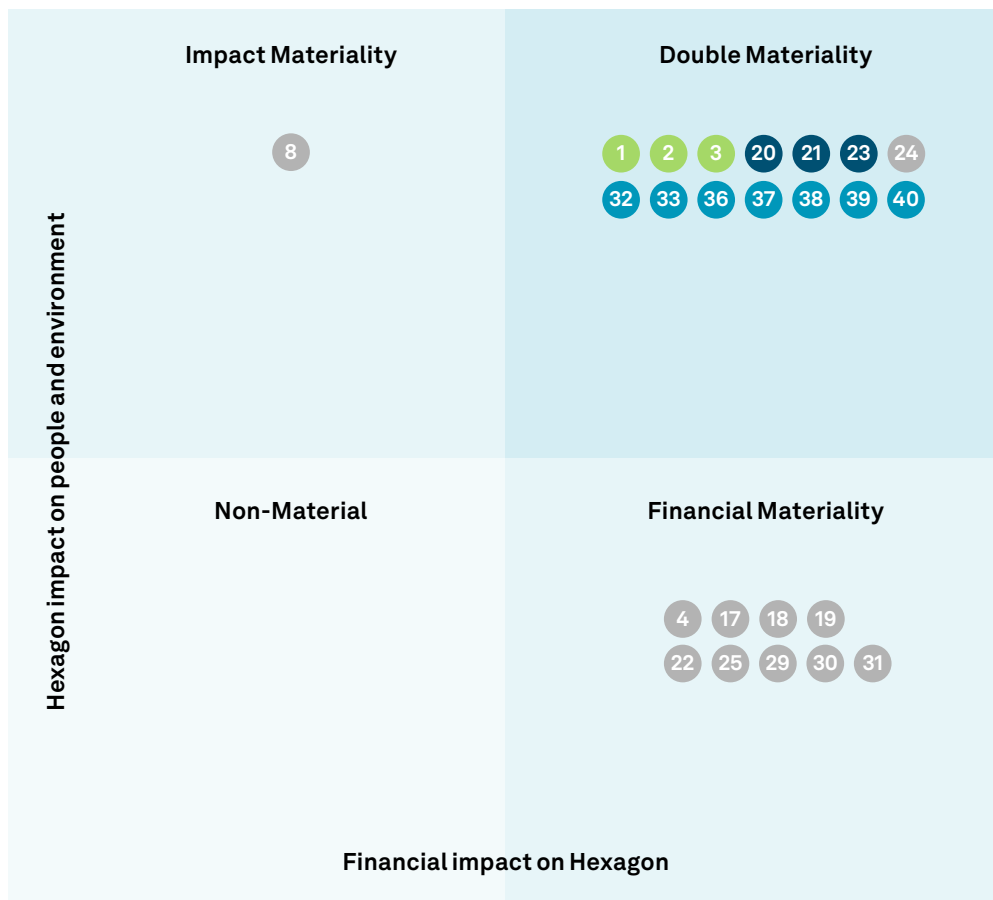 Impact Materiality
Double Materiality
8
1 2 3 20 21 23 24
32 33 36 37 38 39 40
Hexagon impact on people and environment
Non-Material
Financial Materiality
4 17 18 19
22 25 29 30 31
Financial impact on Hexagon